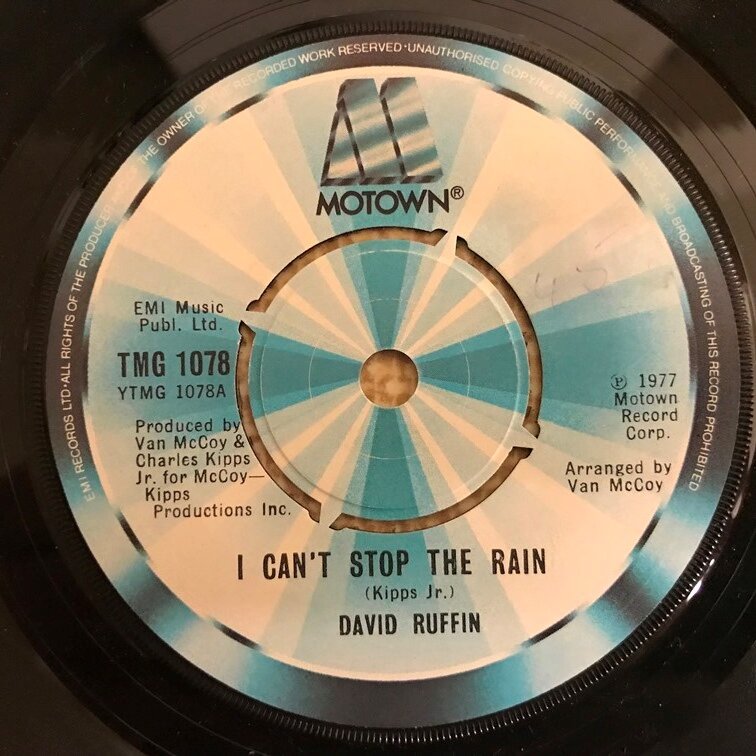 THE OWNER OF THE RECORDED WORK RESERVED·UNAUTHORISED COPYING, PUBLIC PERFORMANCE AND BROADCASTING OF THIS RECORD PROHIBITED
EMI RECORDS LTD·ALL RIGHTS OF THE PRODUCER
MOTOWN®
EMI Music
Publ. Ltd.
TMG 1078
YTMG 1078A
Produced by
Van McCoy &
Charles Kipps
Jr. for McCoy—
Kipps
Productions Inc.
℗ 1977
Motown
Record
Corp.
Arranged by
Van McCoy
I CAN'T STOP THE RAIN
(Kipps Jr.)
DAVID RUFFIN